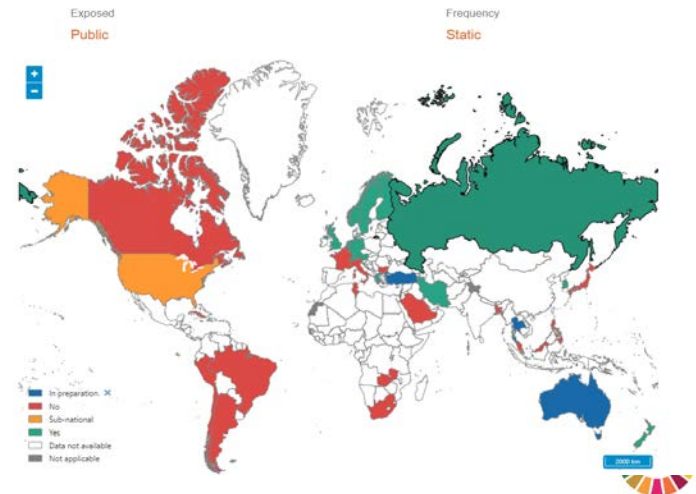 Exposed
Frequency
Public
Static
+
−
In preparation. ✕
No
Sub-national
Yes
Data not available
Not applicable
2000 km